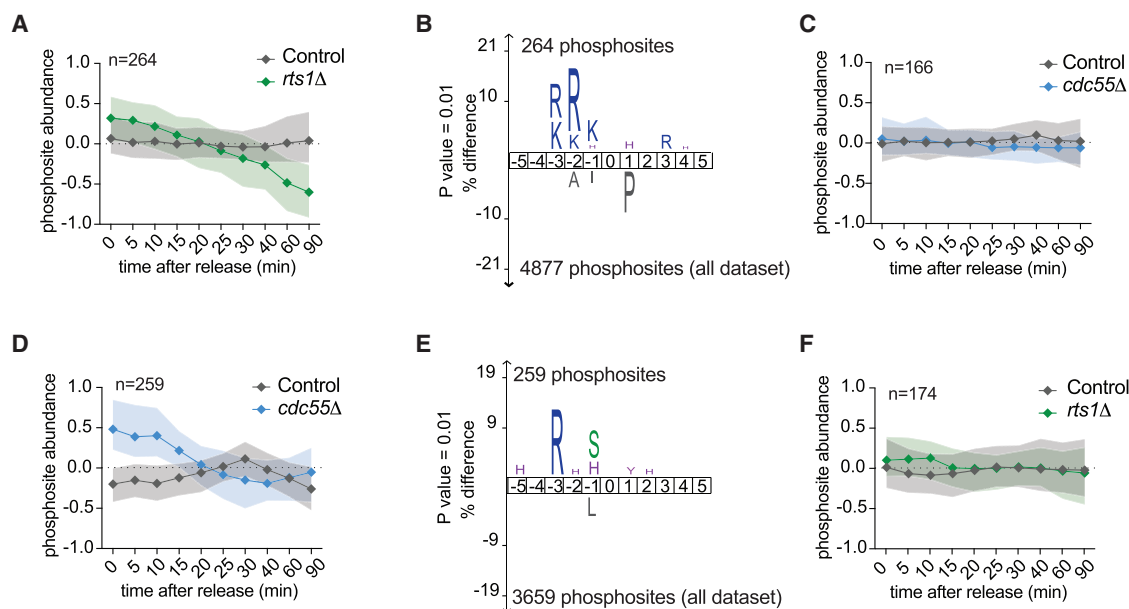 A
phosphosite abundance
1.0
0.5
0.0
-0.5
-1.0
n=264
Control
rts1Δ
0 5 10 15 20 25 30 40 60 90
time after release (min)
B
P value = 0.01
% difference
21
10
-10
-21
264 phosphosites
R R K
K K H H R H
-5 -4 -3 -2 -1 0 1 2 3 4 5
A I P
4877 phosphosites (all dataset)
C
phosphosite abundance
1.0
0.5
0.0
-0.5
-1.0
n=166
Control
cdc55Δ
0 5 10 15 20 25 30 40 60 90
time after release (min)
D
phosphosite abundance
1.0
0.5
0.0
-0.5
-1.0
n=259
Control
cdc55Δ
0 5 10 15 20 25 30 40 60 90
time after release (min)
E
P value = 0.01
% difference
19
9
-9
-19
259 phosphosites
R S
H H H Y H
-5 -4 -3 -2 -1 0 1 2 3 4 5
L
3659 phosphosites (all dataset)
F
phosphosite abundance
1.0
0.5
0.0
-0.5
-1.0
n=174
Control
rts1Δ
0 5 10 15 20 25 30 40 60 90
time after release (min)